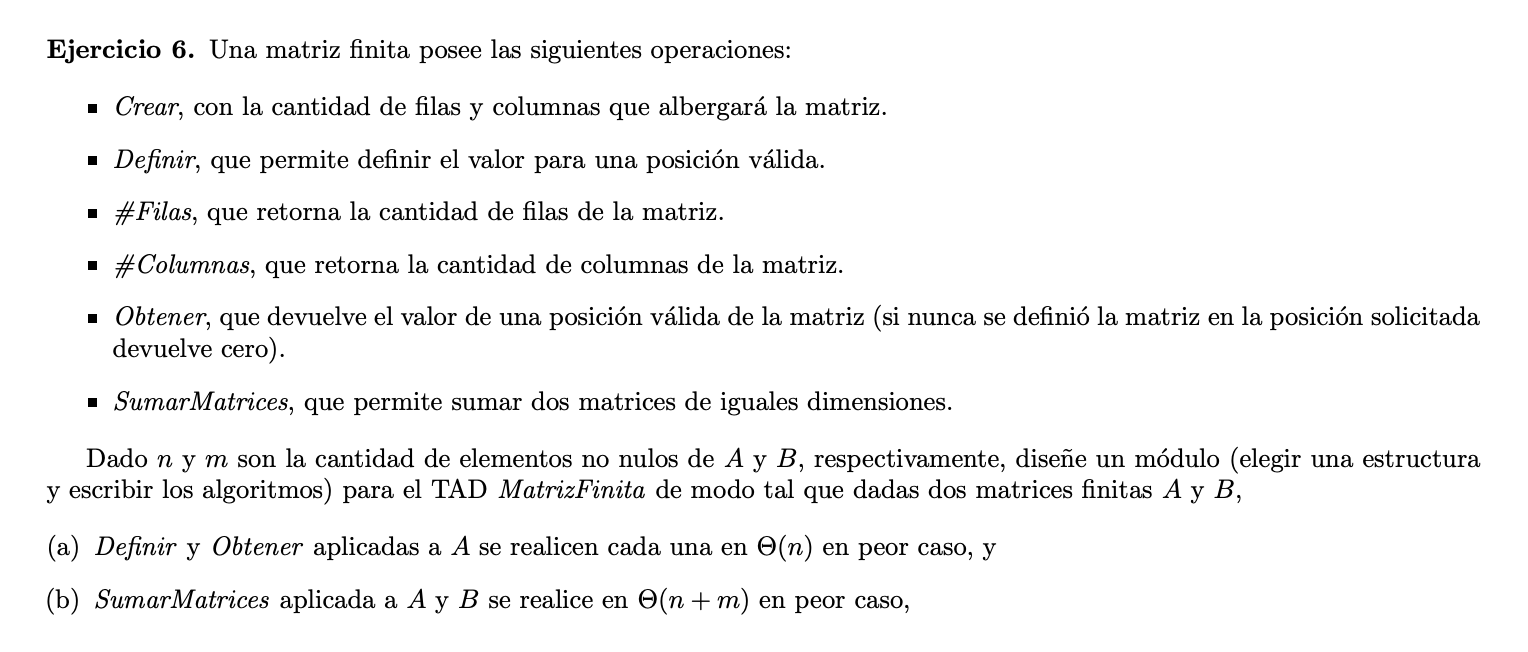 Ejercicio 6. Una matriz finita posee las siguientes operaciones:
▪ Crear, con la cantidad de filas y columnas que albergará la matriz.
▪ Definir, que permite definir el valor para una posición válida.
▪ #Filas, que retorna la cantidad de filas de la matriz.
▪ #Columnas, que retorna la cantidad de columnas de la matriz.
▪ Obtener, que devuelve el valor de una posición válida de la matriz (si nunca se definió la matriz en la posición solicitada
devuelve cero).
▪ SumarMatrices, que permite sumar dos matrices de iguales dimensiones.
Dado n y m son la cantidad de elementos no nulos de A y B, respectivamente, diseñe un módulo (elegir una estructura
y escribir los algoritmos) para el TAD MatrizFinita de modo tal que dadas dos matrices finitas A y B,
(a) Definir y Obtener aplicadas a A se realicen cada una en Θ(n) en peor caso, y
(b) SumarMatrices aplicada a A y B se realice en Θ(n + m) en peor caso,